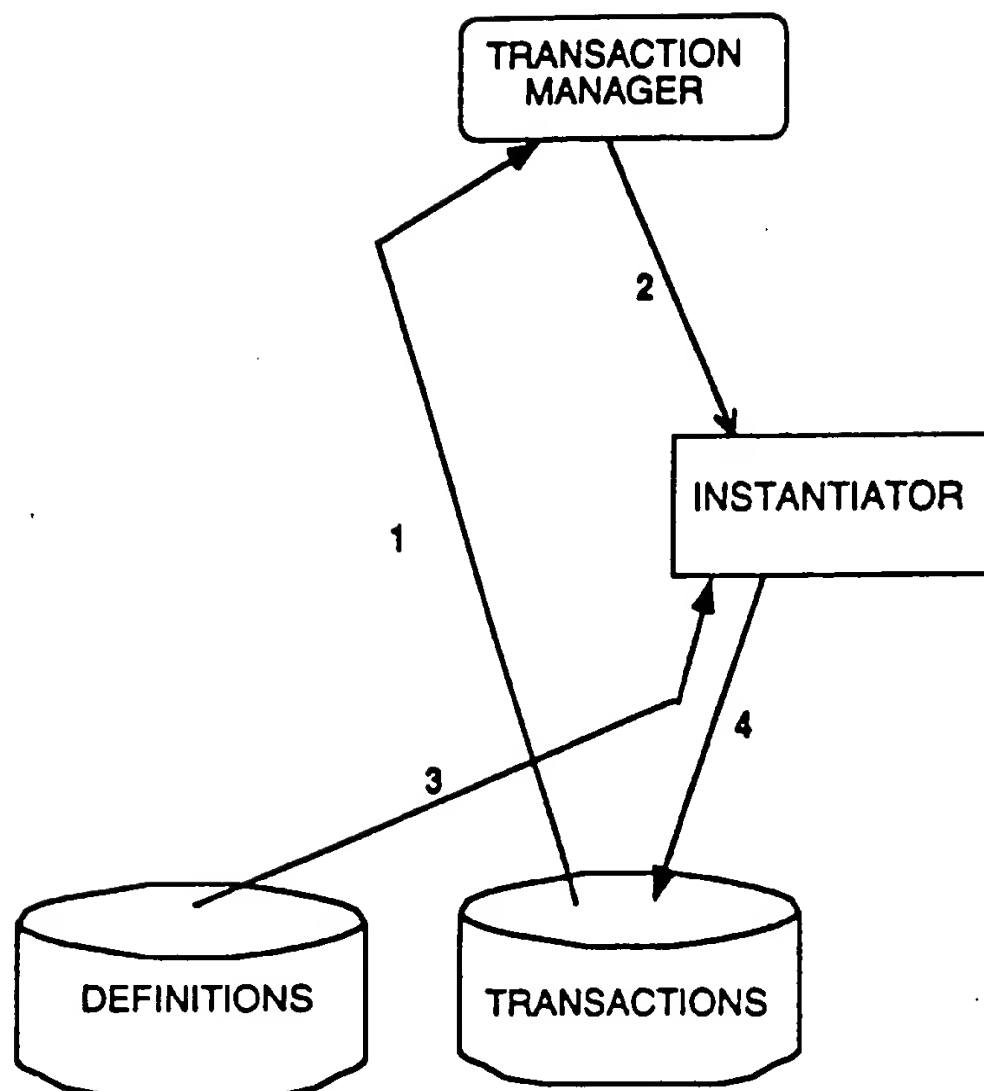 TRANSACTION
MANAGER
2
INSTANTIATOR
1
4
3
DEFINITIONS
TRANSACTIONS